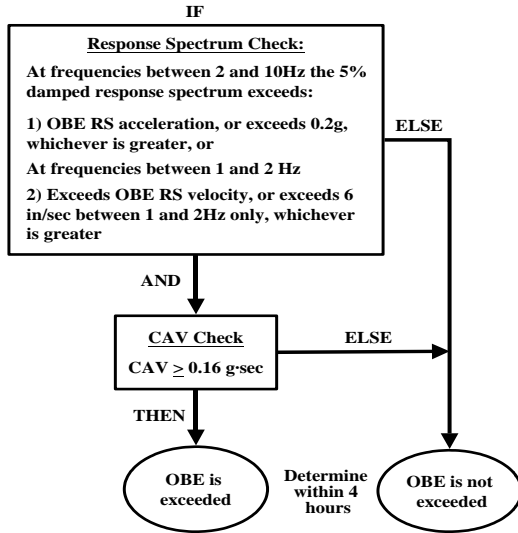 IF
Response Spectrum Check:
At frequencies between 2 and 10Hz the 5%
damped response spectrum exceeds:
1) OBE RS acceleration, or exceeds 0.2g,
whichever is greater, or
At frequencies between 1 and 2 Hz
2) Exceeds OBE RS velocity, or exceeds 6
in/sec between 1 and 2Hz only, whichever
is greater
ELSE
AND
CAV Check
CAV ≥ 0.16 g·sec
ELSE
THEN
OBE is
exceeded
Determine
within 4
hours
OBE is not
exceeded